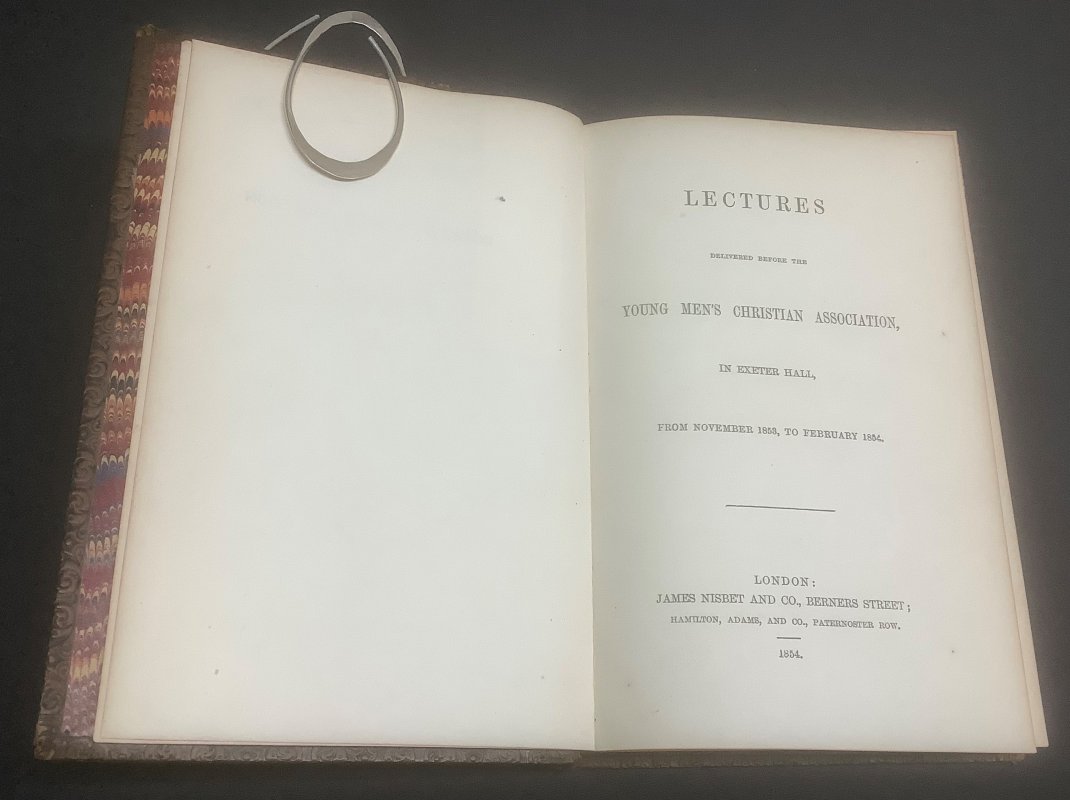 LECTURES
DELIVERED BEFORE THE
YOUNG MEN'S CHRISTIAN ASSOCIATION,
IN EXETER HALL,
FROM NOVEMBER 1853, TO FEBRUARY 1854.
LONDON:
JAMES NISBET AND CO., BERNERS STREET;
HAMILTON, ADAMS, AND CO., PATERNOSTER ROW.
1854.